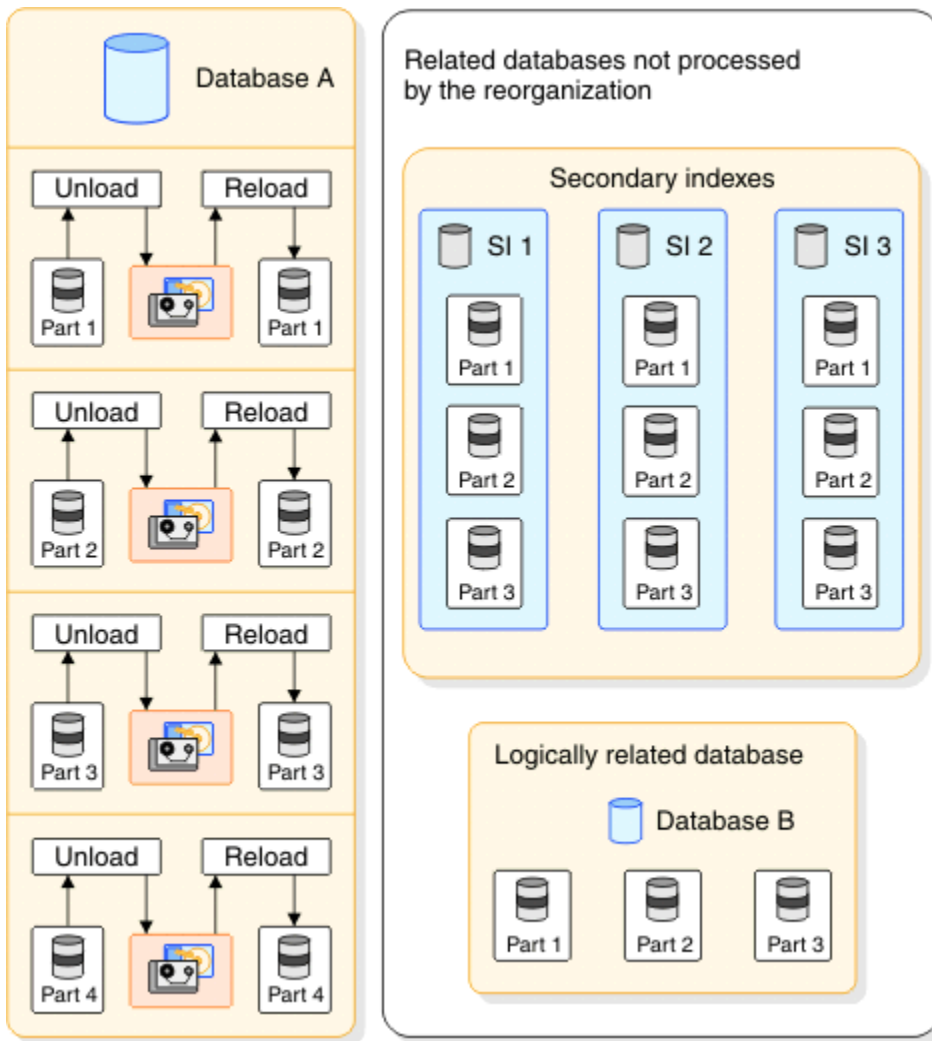 Database A
Unload
Reload
Part 1
Part 1
Unload
Reload
Part 2
Part 2
Unload
Reload
Part 3
Part 3
Unload
Reload
Part 4
Part 4
Related databases not processed
by the reorganization
Secondary indexes
SI 1
SI 2
SI 3
Part 1
Part 1
Part 1
Part 2
Part 2
Part 2
Part 3
Part 3
Part 3
Logically related database
Database B
Part 1
Part 2
Part 3